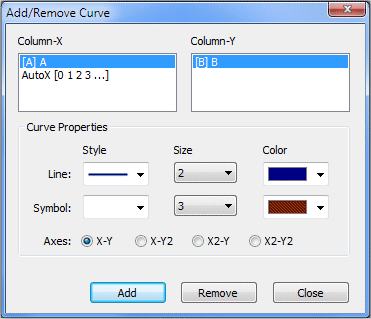 Add/Remove Curve
Column-X Column-Y
[A] A [B] B
AutoX [0 1 2 3 ...]
Curve Properties
Style Size Color
Line: 2
Symbol: 3
Axes: X-Y X-Y2 X2-Y X2-Y2
Add Remove Close